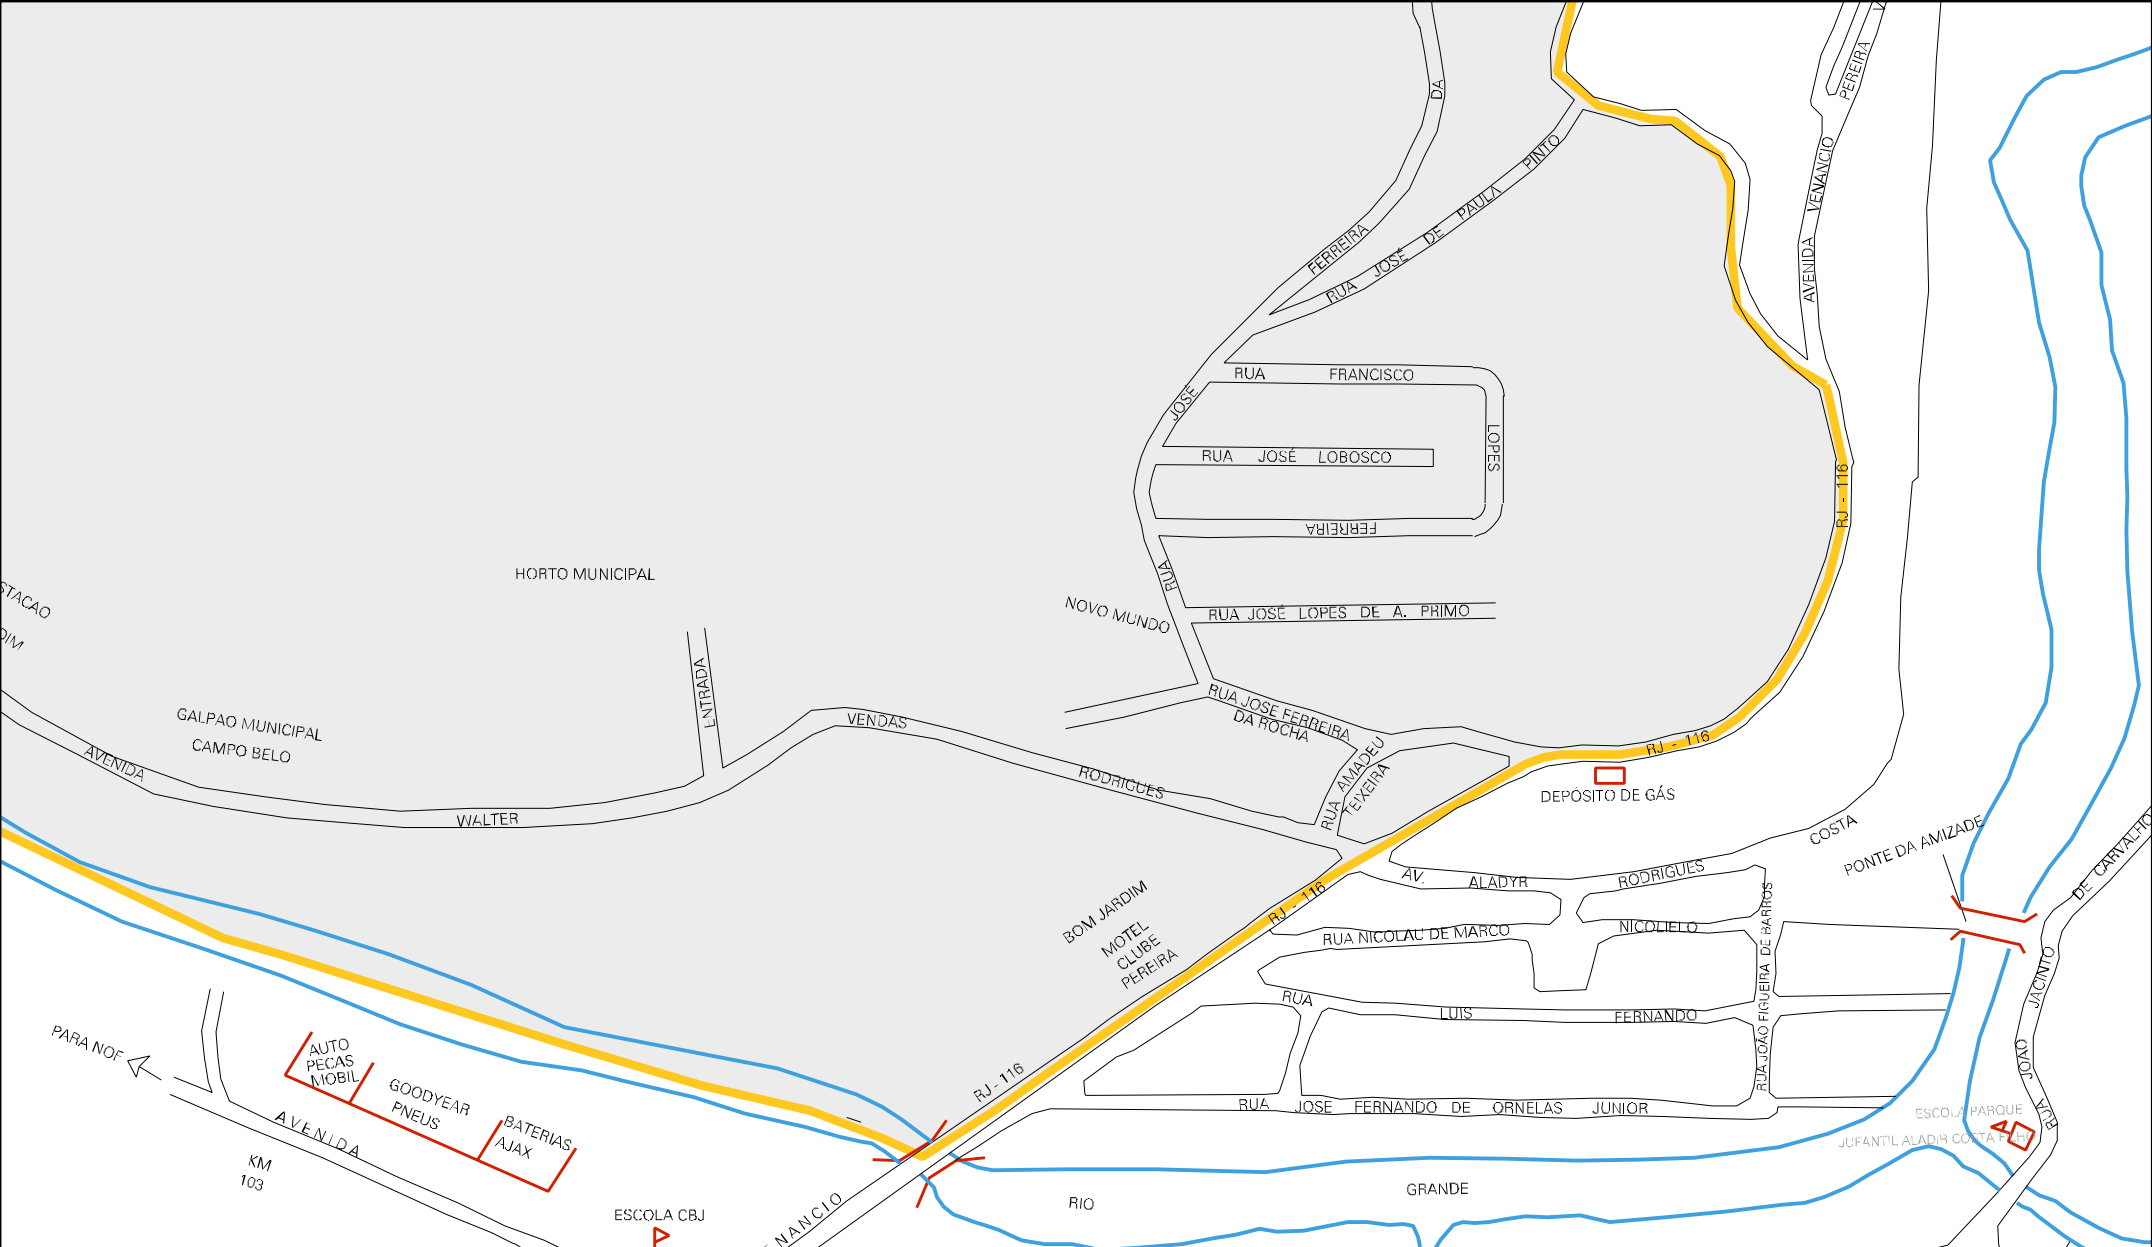 DA
PEREIRA
AVENIDA VENANCIO
FERREIRA
RUA JOSÉ DE PAULA PINTO
RUA FRANCISCO
JOSÉ
LOPES
RUA JOSÉ LOBOSCO
RJ - 116
FERREIRA
HORTO MUNICIPAL
STACAO
DIM
RUA
NOVO MUNDO
RUA JOSÉ LOPES DE A. PRIMO
ENTRADA
GALPAO MUNICIPAL
CAMPO BELO
AVENIDA
WALTER
VENDAS
RODRIGUES
RUA JOSE FERREIRA
DA ROCHA
RUA AMADEU
TEIXEIRA
RJ - 116
DEPÓSITO DE GÁS
COSTA
PONTE DA AMIZADE
DE CARVALHO
AV. ALADYR RODRIGUES
RJ - 116
BOM JARDIM
MOTEL
CLUBE
PEREIRA
RUA NICOLAU DE MARCO
NICOLIELO
RUA JOÃO FIGUEIRA DE BARROS
RUA LUIS FERNANDO
JACINTO
JOÃO
RUA
RJ - 116
RUA JOSE FERNANDO DE ORNELAS JUNIOR
ESCOLA PARQUE
JUFANTIL ALADIR COSTA FILHO
PARA NOF
AUTO
PECAS
MOBIL
GOODYEAR
PNEUS
BATERIAS
AJAX
AVENIDA
KM
103
ESCOLA CBJ
NANCIO
RIO GRANDE